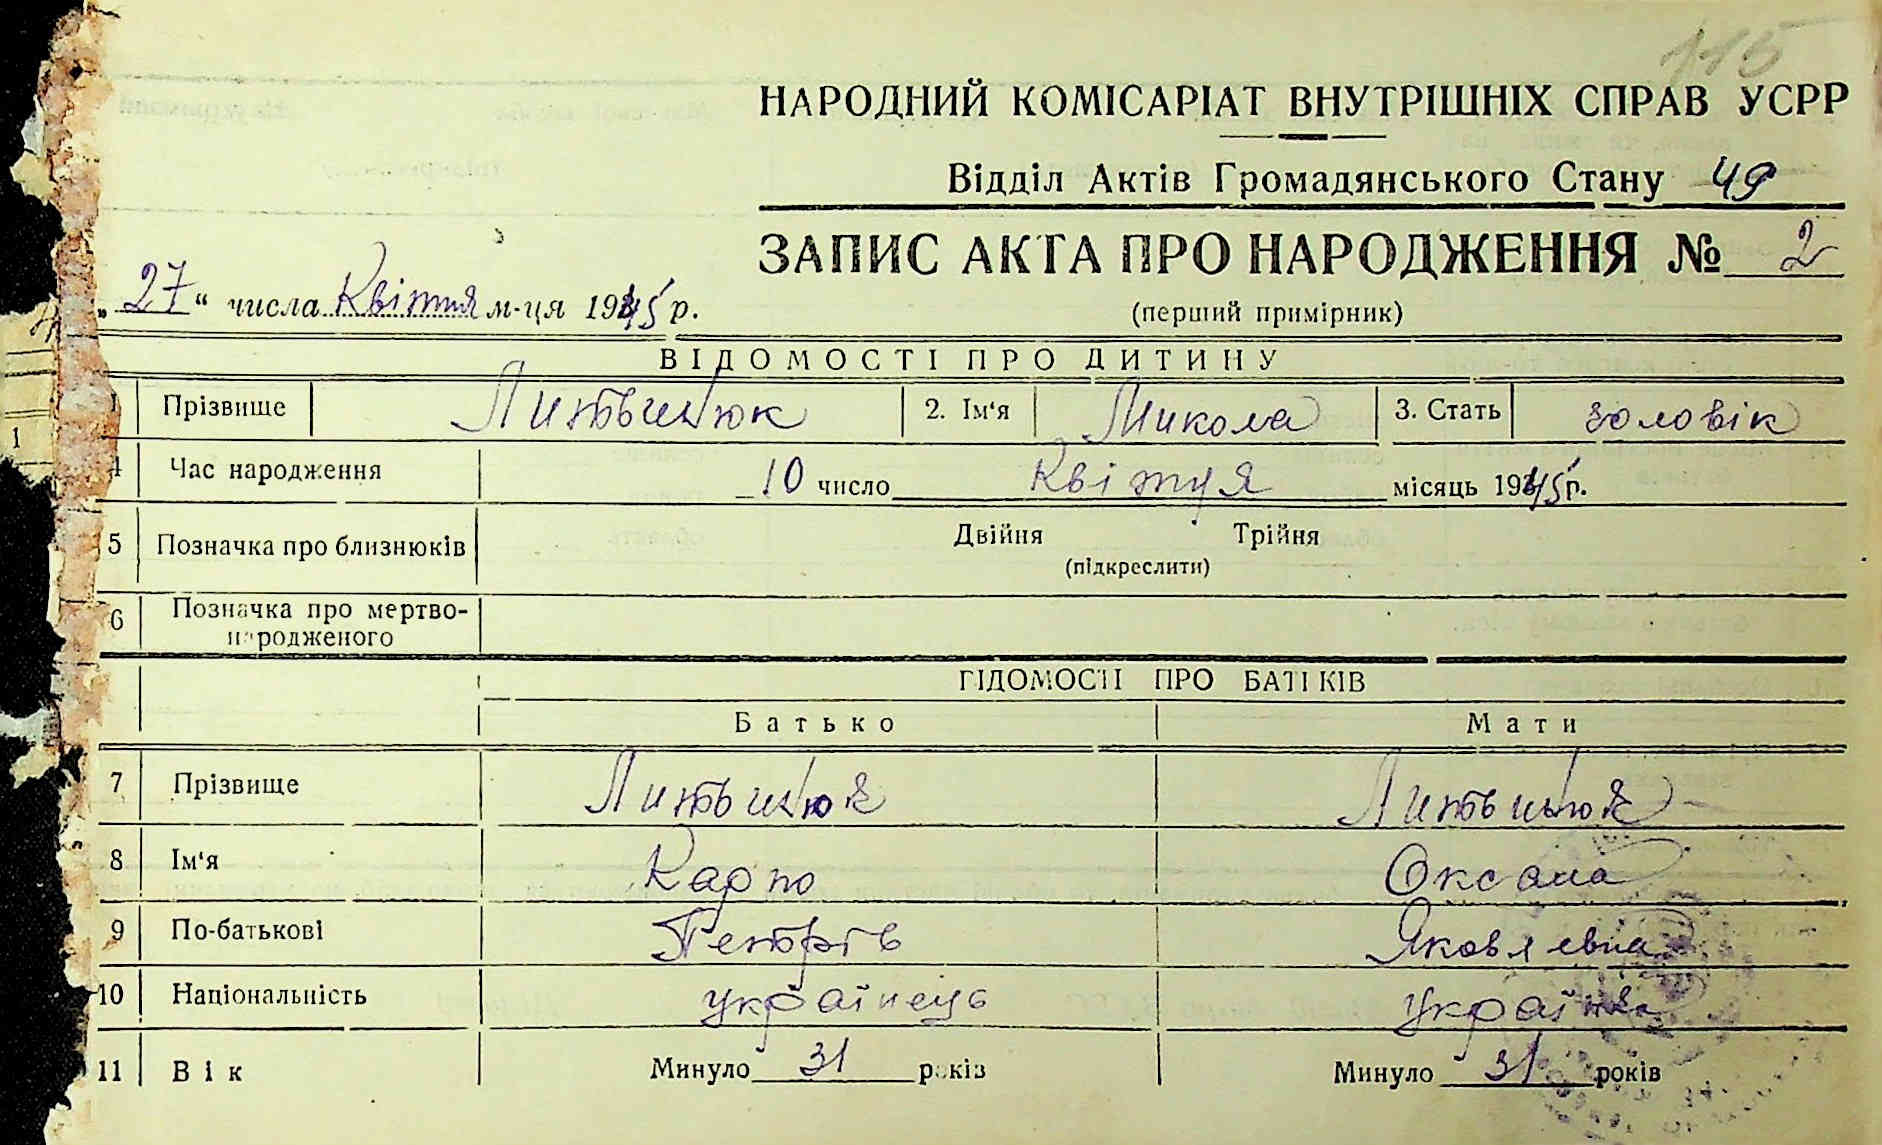 115
НАРОДНИЙ КОМІСАРІАТ ВНУТРІШНІХ СПРАВ УСРР
Відділ Актів Громадянського Стану 49
ЗАПИС АКТА ПРО НАРОДЖЕННЯ № 2
(перший примірник)
„27“ числа Квітня м-ця 1945 р.
ВІДОМОСТІ ПРО ДИТИНУ
1 Прізвище Литвинюк 2. Ім'я Микола 3. Стать чоловік
4 Час народження 10 число Квітня місяць 1945 р.
5 Позначка про близнюків Двійня Трійня
(підкреслити)
6 Позначка про мертво-
народженого
ВІДОМОСТІ ПРО БАТЬКІВ
Батько Мати
7 Прізвище Литвинюк Литвинюк
8 Ім'я Карпо Оксана
9 По-батькові Петрів Яковлевна
10 Національність українець українка
11 Вік Минуло 31 років Минуло 31 років